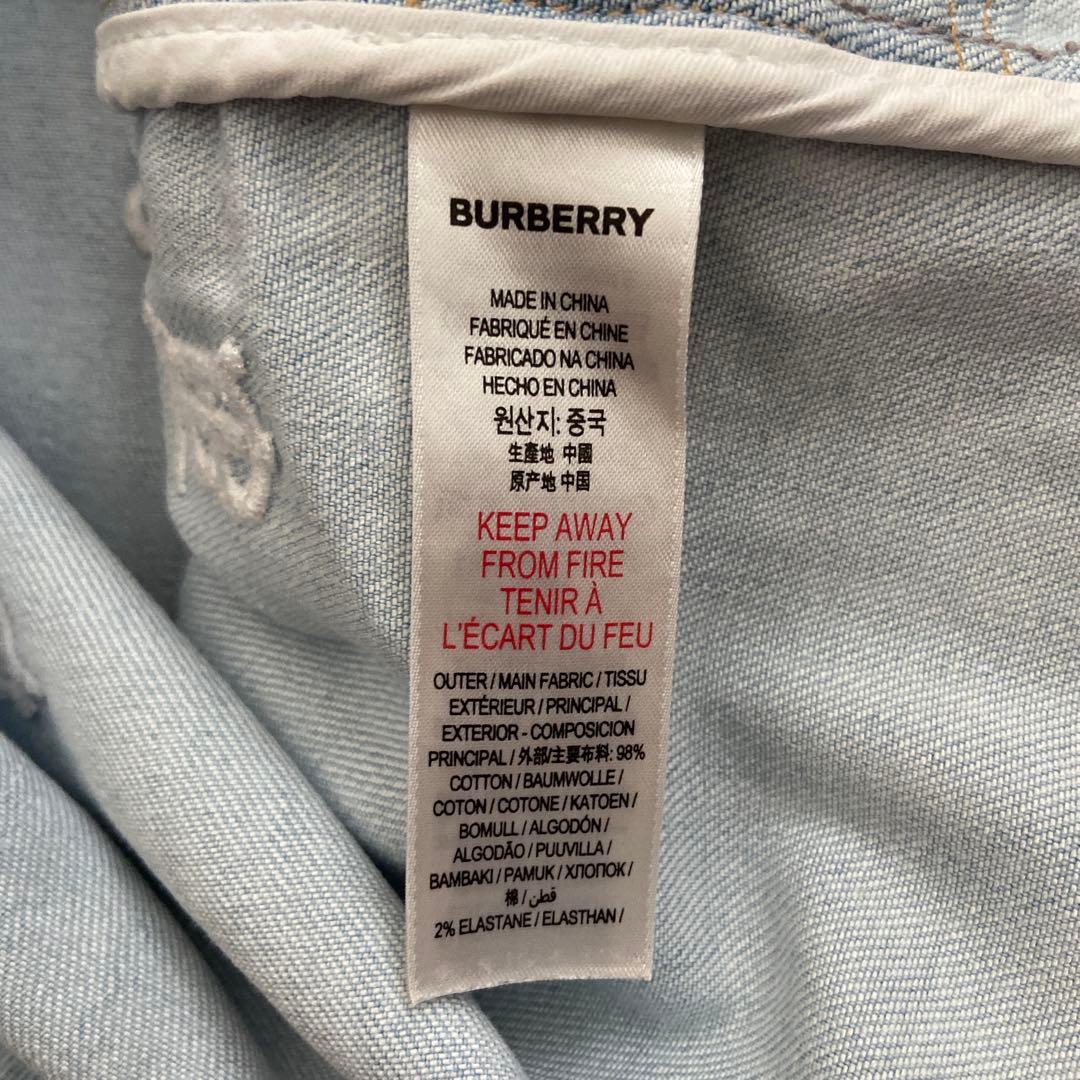 BURBERRY
MADE IN CHINA
FABRIQUÉ EN CHINE
FABRICADO NA CHINA
HECHO EN CHINA
원산지: 중국
生產地 中國
原产地 中国
KEEP AWAY
FROM FIRE
TENIR À
L'ÉCART DU FEU
OUTER / MAIN FABRIC / TISSU
EXTÉRIEUR / PRINCIPAL /
EXTERIOR - COMPOSICION
PRINCIPAL / 外部/主要布料: 98%
COTTON / BAUMWOLLE /
COTON / COTONE / KATOEN /
BOMULL / ALGODÓN /
ALGODÃO / PUUVILLA /
BAMBAKI / PAMUK / ХЛОПОК /
棉 / قطن
2% ELASTANE / ELASTHAN /